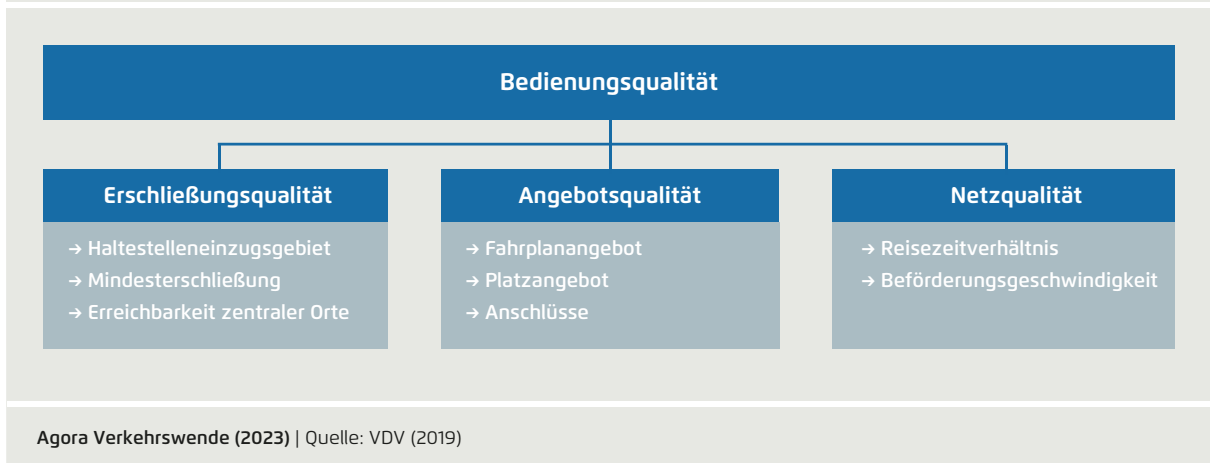 Bedienungsqualität
Erschließungsqualität
→ Haltestelleneinzugsgebiet
→ Mindesterschließung
→ Erreichbarkeit zentraler Orte
Angebotsqualität
→ Fahrplanangebot
→ Platzangebot
→ Anschlüsse
Netzqualität
→ Reisezeitverhältnis
→ Beförderungsgeschwindigkeit
Agora Verkehrswende (2023) | Quelle: VDV (2019)